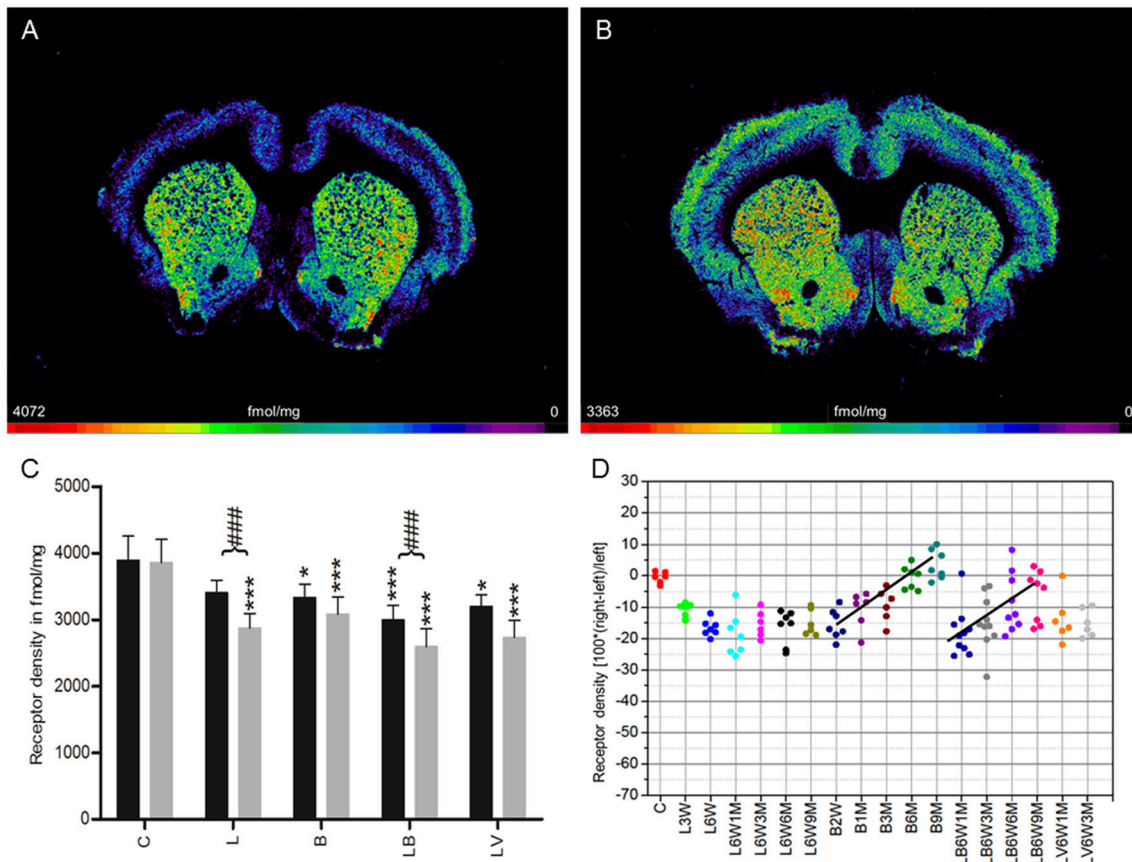 A
4072 fmol/mg 0
B
3363 fmol/mg 0
C
Receptor density in fmol/mg
5000
4000
3000
2000
1000
0
###
***
*
***
###
***
***
*
***
C L B LB LV
D
Receptor density [100*(right-left)/left]
30
20
10
0
-10
-20
-30
-40
-50
-60
-70
C L3W L6W L6W1M L6W3M L6W6M L6W9M B2W B1M B3M B6M B9M LB6W1M LB6W3M LB6W6M LB6W9M LV6W1M LV6W3M